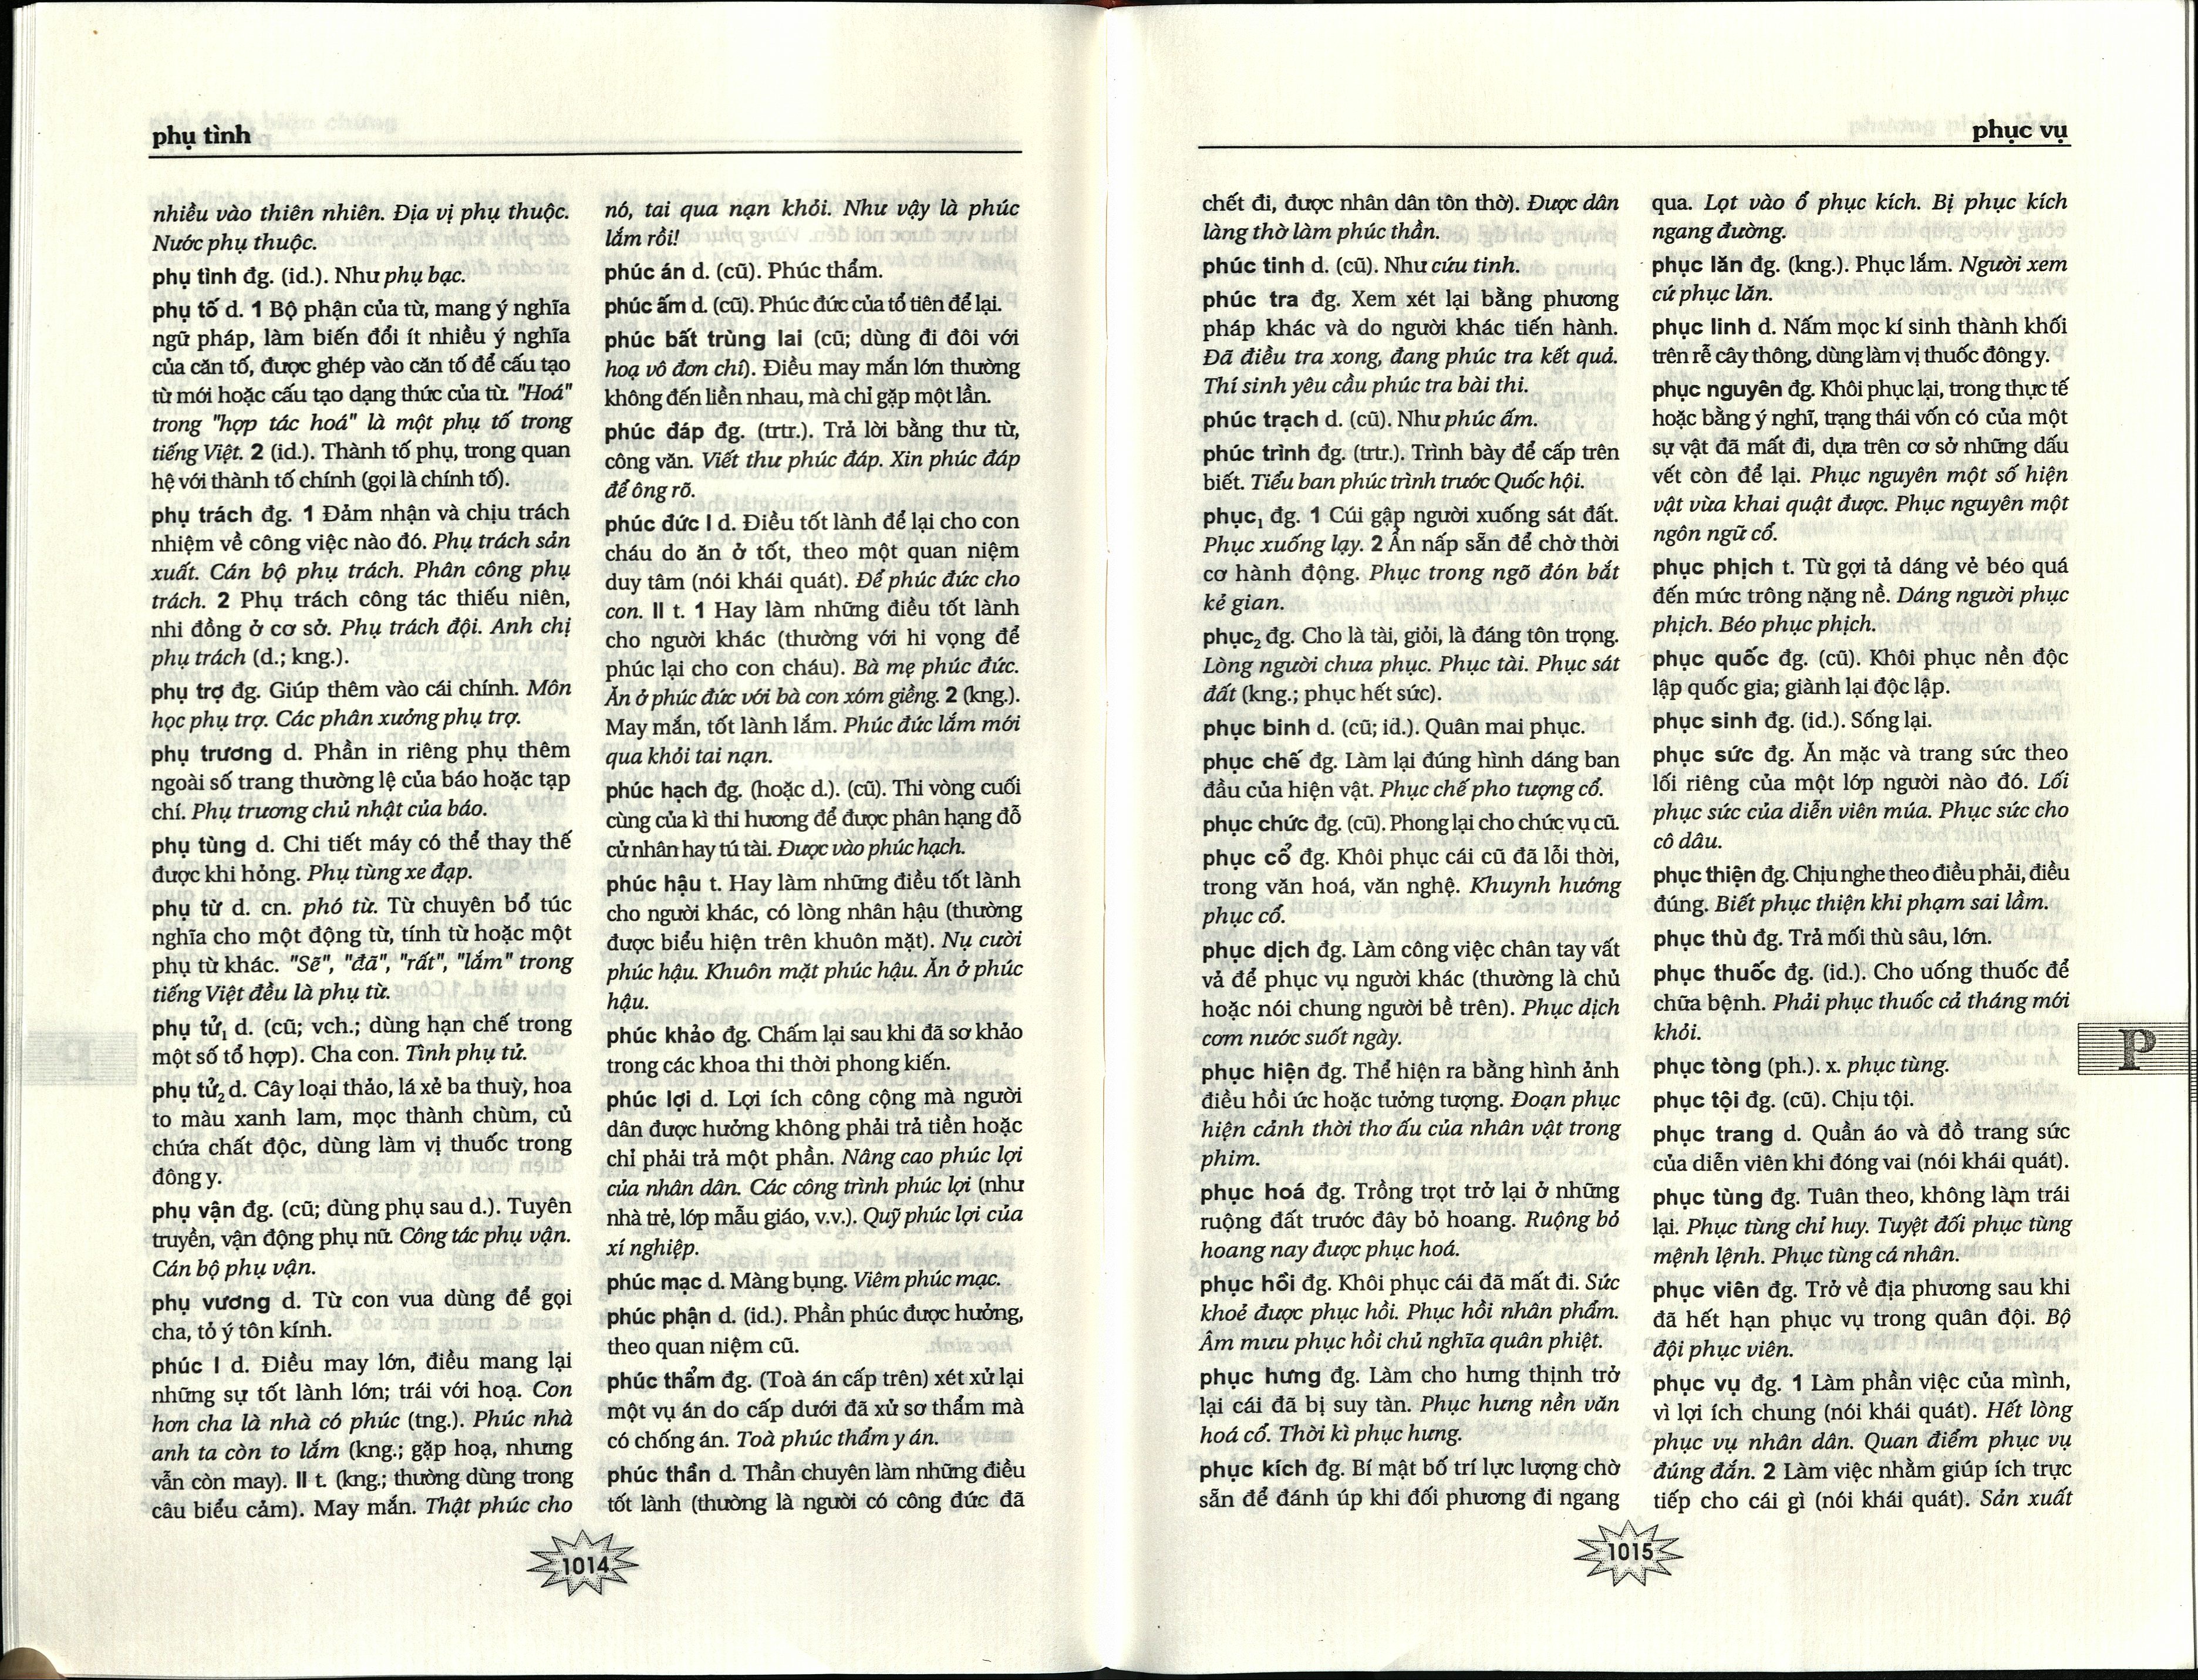 phụ tình
nhiều vào thiên nhiên. Địa vị phụ thuộc.
Nước phụ thuộc.
phụ tình đg. (id.). Như phụ bạc.
phụ tố d. 1 Bộ phận của từ, mang ý nghĩa
ngữ pháp, làm biến đổi ít nhiều ý nghĩa
của căn tố, được ghép vào căn tố để cấu tạo
từ mới hoặc cấu tạo dạng thức của từ. "Hoá"
trong "hợp tác hoá" là một phụ tố trong
tiếng Việt. 2 (id.). Thành tố phụ, trong quan
hệ với thành tố chính (gọi là chính tố).
phụ trách đg. 1 Đảm nhận và chịu trách
nhiệm về công việc nào đó. Phụ trách sản
xuất. Cán bộ phụ trách. Phân công phụ
trách. 2 Phụ trách công tác thiếu niên,
nhi đồng ở cơ sở. Phụ trách đội. Anh chị
phụ trách (d.; kng.).
phụ trợ đg. Giúp thêm vào cái chính. Môn
học phụ trợ. Các phân xưởng phụ trợ.
phụ trương d. Phần in riêng phụ thêm
ngoài số trang thường lệ của báo hoặc tạp
chí. Phụ trương chủ nhật của báo.
phụ tùng d. Chi tiết máy có thể thay thế
được khi hỏng. Phụ tùng xe đạp.
phụ từ d. cn. phó từ. Từ chuyên bổ túc
nghĩa cho một động từ, tính từ hoặc một
phụ từ khác. "Sẽ", "đã", "rất", "lắm" trong
tiếng Việt đều là phụ từ.
phụ tử₁ d. (cũ; vch.; dùng hạn chế trong
một số tổ hợp). Cha con. Tình phụ tử.
phụ tử₂ d. Cây loại thảo, lá xẻ ba thuỳ, hoa
to màu xanh lam, mọc thành chùm, củ
chứa chất độc, dùng làm vị thuốc trong
đông y.
phụ vận đg. (cũ; dùng phụ sau d.). Tuyên
truyền, vận động phụ nữ. Công tác phụ vận.
Cán bộ phụ vận.
phụ vương d. Từ con vua dùng để gọi
cha, tỏ ý tôn kính.
phúc I d. Điều may lớn, điều mang lại
những sự tốt lành lớn; trái với hoạ. Con
hơn cha là nhà có phúc (tng.). Phúc nhà
anh ta còn to lắm (kng.; gặp hoạ, nhưng
vẫn còn may). II t. (kng.; thường dùng trong
câu biểu cảm). May mắn. Thật phúc cho
nó, tai qua nạn khỏi. Như vậy là phúc
lắm rồi!
phúc án d. (cũ). Phúc thẩm.
phúc ấm d. (cũ). Phúc đức của tổ tiên để lại.
phúc bất trùng lai (cũ; dùng đi đôi với
hoạ vô đơn chí). Điều may mắn lớn thường
không đến liền nhau, mà chỉ gặp một lần.
phúc đáp đg. (trtr.). Trả lời bằng thư từ,
công văn. Viết thư phúc đáp. Xin phúc đáp
để ông rõ.
phúc đức I d. Điều tốt lành để lại cho con
cháu do ăn ở tốt, theo một quan niệm
duy tâm (nói khái quát). Để phúc đức cho
con. II t. 1 Hay làm những điều tốt lành
cho người khác (thường với hi vọng để
phúc lại cho con cháu). Bà mẹ phúc đức.
Ăn ở phúc đức với bà con xóm giềng. 2 (kng.).
May mắn, tốt lành lắm. Phúc đức lắm mới
qua khỏi tai nạn.
phúc hạch đg. (hoặc d.). (cũ). Thi vòng cuối
cùng của kì thi hương để được phân hạng đỗ
cử nhân hay tú tài. Được vào phúc hạch.
phúc hậu t. Hay làm những điều tốt lành
cho người khác, có lòng nhân hậu (thường
được biểu hiện trên khuôn mặt). Nụ cười
phúc hậu. Khuôn mặt phúc hậu. Ăn ở phúc
hậu.
phúc khảo đg. Chấm lại sau khi đã sơ khảo
trong các khoa thi thời phong kiến.
phúc lợi d. Lợi ích công cộng mà người
dân được hưởng không phải trả tiền hoặc
chỉ phải trả một phần. Nâng cao phúc lợi
của nhân dân. Các công trình phúc lợi (như
nhà trẻ, lớp mẫu giáo, v.v.). Quỹ phúc lợi của
xí nghiệp.
phúc mạc d. Màng bụng. Viêm phúc mạc.
phúc phận d. (id.). Phần phúc được hưởng,
theo quan niệm cũ.
phúc thẩm đg. (Toà án cấp trên) xét xử lại
một vụ án do cấp dưới đã xử sơ thẩm mà
có chống án. Toà phúc thẩm y án.
phúc thần d. Thần chuyên làm những điều
tốt lành (thường là người có công đức đã
1014
phục vụ
chết đi, được nhân dân tôn thờ). Được dân
làng thờ làm phúc thần.
phúc tinh d. (cũ). Như cứu tinh.
phúc tra đg. Xem xét lại bằng phương
pháp khác và do người khác tiến hành.
Đã điều tra xong, đang phúc tra kết quả.
Thí sinh yêu cầu phúc tra bài thi.
phúc trạch d. (cũ). Như phúc ấm.
phúc trình đg. (trtr.). Trình bày để cấp trên
biết. Tiểu ban phúc trình trước Quốc hội.
phục₁ đg. 1 Cúi gập người xuống sát đất.
Phục xuống lạy. 2 Ẩn nấp sẵn để chờ thời
cơ hành động. Phục trong ngõ đón bắt
kẻ gian.
phục₂ đg. Cho là tài, giỏi, là đáng tôn trọng.
Lòng người chưa phục. Phục tài. Phục sát
đất (kng.; phục hết sức).
phục binh d. (cũ; id.). Quân mai phục.
phục chế đg. Làm lại đúng hình dáng ban
đầu của hiện vật. Phục chế pho tượng cổ.
phục chức đg. (cũ). Phong lại cho chức vụ cũ.
phục cổ đg. Khôi phục cái cũ đã lỗi thời,
trong văn hoá, văn nghệ. Khuynh hướng
phục cổ.
phục dịch đg. Làm công việc chân tay vất
vả để phục vụ người khác (thường là chủ
hoặc nói chung người bề trên). Phục dịch
cơm nước suốt ngày.
phục hiện đg. Thể hiện ra bằng hình ảnh
điều hồi ức hoặc tưởng tượng. Đoạn phục
hiện cảnh thời thơ ấu của nhân vật trong
phim.
phục hoá đg. Trồng trọt trở lại ở những
ruộng đất trước đây bỏ hoang. Ruộng bỏ
hoang nay được phục hoá.
phục hồi đg. Khôi phục cái đã mất đi. Sức
khoẻ được phục hồi. Phục hồi nhân phẩm.
Âm mưu phục hồi chủ nghĩa quân phiệt.
phục hưng đg. Làm cho hưng thịnh trở
lại cái đã bị suy tàn. Phục hưng nền văn
hoá cổ. Thời kì phục hưng.
phục kích đg. Bí mật bố trí lực lượng chờ
sẵn để đánh úp khi đối phương đi ngang
qua. Lọt vào ổ phục kích. Bị phục kích
ngang đường.
phục lăn đg. (kng.). Phục lắm. Người xem
cứ phục lăn.
phục linh d. Nấm mọc kí sinh thành khối
trên rễ cây thông, dùng làm vị thuốc đông y.
phục nguyên đg. Khôi phục lại, trong thực tế
hoặc bằng ý nghĩ, trạng thái vốn có của một
sự vật đã mất đi, dựa trên cơ sở những dấu
vết còn để lại. Phục nguyên một số hiện
vật vừa khai quật được. Phục nguyên một
ngôn ngữ cổ.
phục phịch t. Từ gợi tả dáng vẻ béo quá
đến mức trông nặng nề. Dáng người phục
phịch. Béo phục phịch.
phục quốc đg. (cũ). Khôi phục nền độc
lập quốc gia; giành lại độc lập.
phục sinh đg. (id.). Sống lại.
phục sức đg. Ăn mặc và trang sức theo
lối riêng của một lớp người nào đó. Lối
phục sức của diễn viên múa. Phục sức cho
cô dâu.
phục thiện đg. Chịu nghe theo điều phải, điều
đúng. Biết phục thiện khi phạm sai lầm.
phục thù đg. Trả mối thù sâu, lớn.
phục thuốc đg. (id.). Cho uống thuốc để
chữa bệnh. Phải phục thuốc cả tháng mới
khỏi.
phục tòng (ph.). x. phục tùng.
phục tội đg. (cũ). Chịu tội.
phục trang d. Quần áo và đồ trang sức
của diễn viên khi đóng vai (nói khái quát).
phục tùng đg. Tuân theo, không làm trái
lại. Phục tùng chỉ huy. Tuyệt đối phục tùng
mệnh lệnh. Phục tùng cá nhân.
phục viên đg. Trở về địa phương sau khi
đã hết hạn phục vụ trong quân đội. Bộ
đội phục viên.
phục vụ đg. 1 Làm phần việc của mình,
vì lợi ích chung (nói khái quát). Hết lòng
phục vụ nhân dân. Quan điểm phục vụ
đúng đắn. 2 Làm việc nhằm giúp ích trực
tiếp cho cái gì (nói khái quát). Sản xuất
P
1015